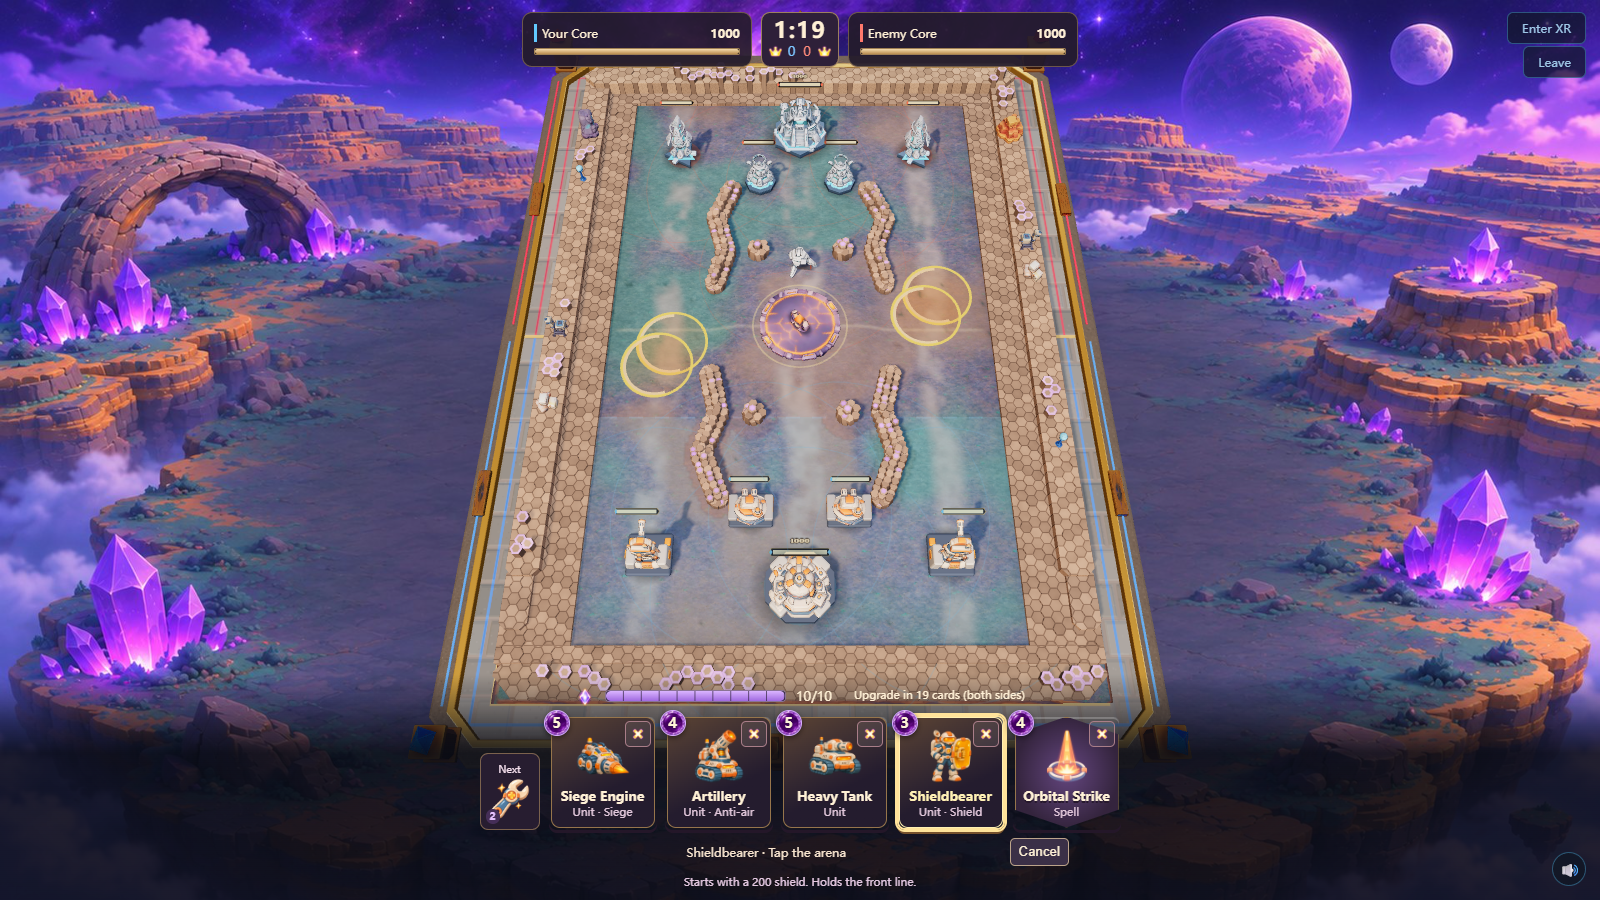 Your Core 1000
1:19
0 0
Enemy Core 1000
Enter XR
Leave
1000
10/10
Upgrade in 19 cards (both sides)
Next
2
5
Siege Engine
Unit · Siege
4
Artillery
Unit · Anti-air
5
Heavy Tank
Unit
3
Shieldbearer
Unit · Shield
4
Orbital Strike
Spell
Shieldbearer · Tap the arena
Cancel
Starts with a 200 shield. Holds the front line.